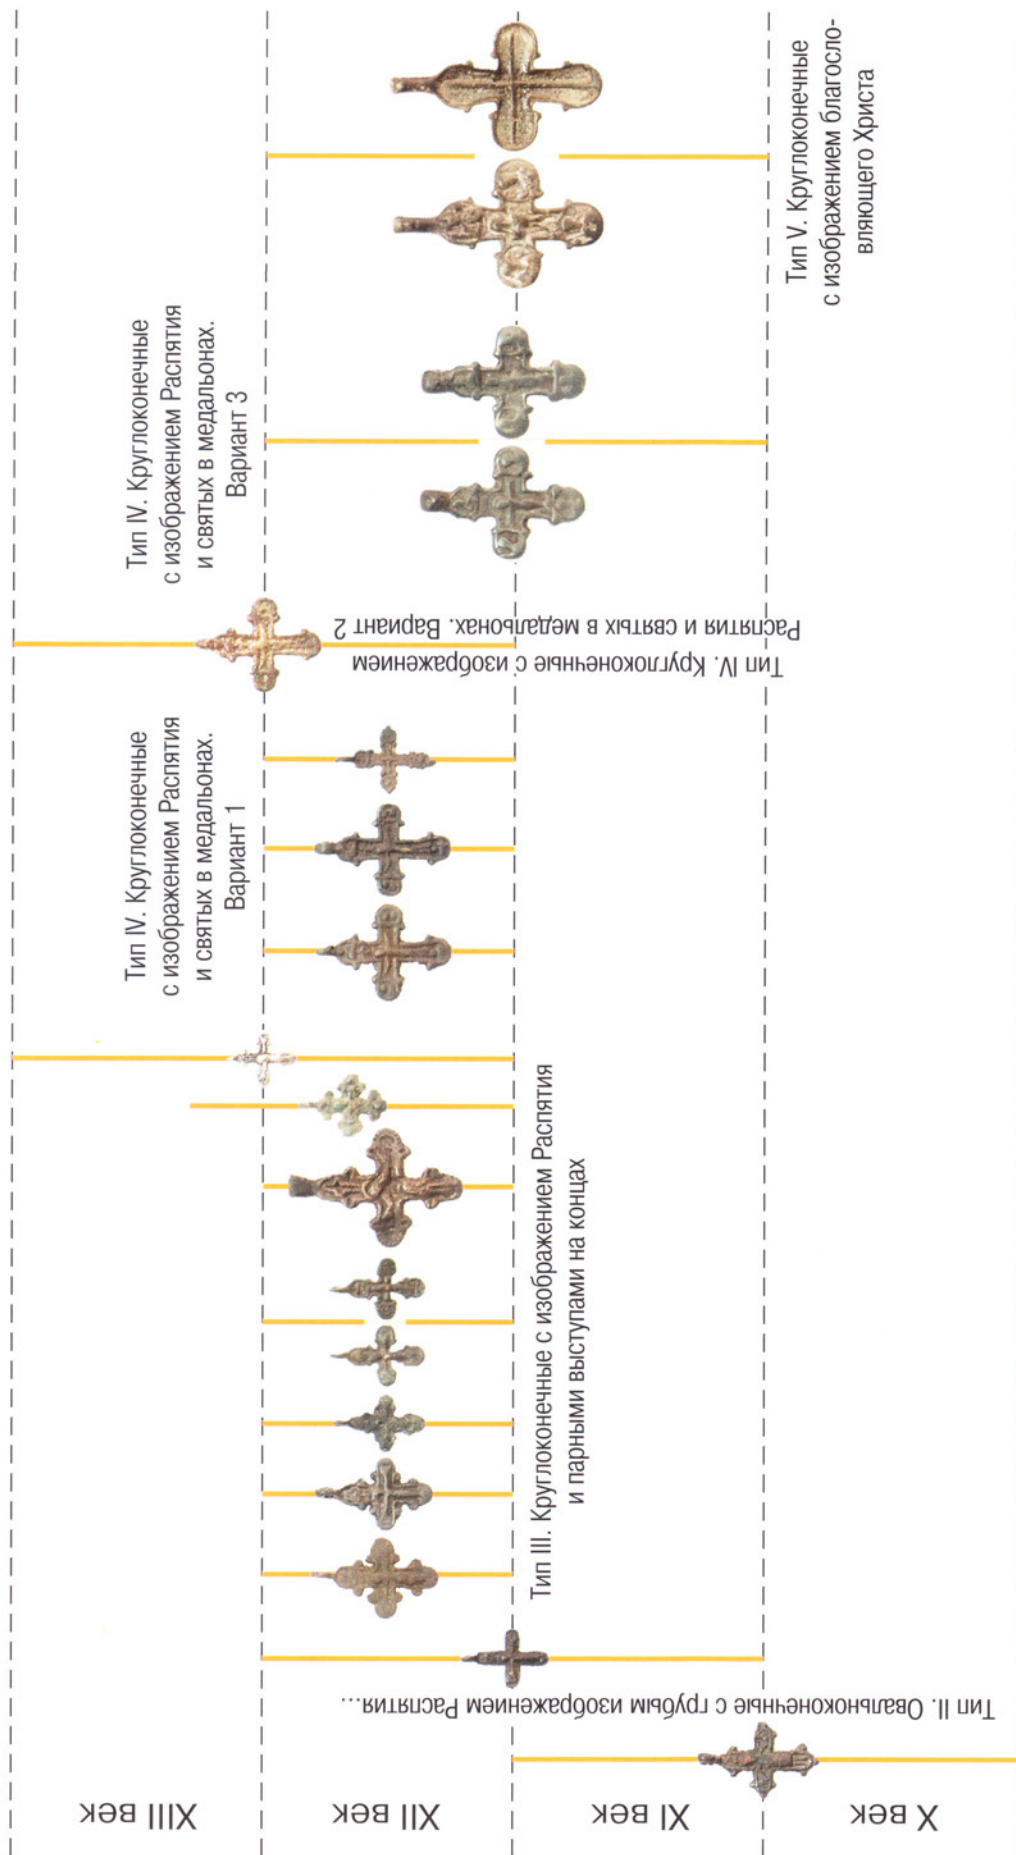 Тип V. Круглоконечные
с изображением благосло-
вляющего Христа
Тип IV. Круглоконечные
с изображением Распятия
и святых в медальонах.
Вариант 3
Тип IV. Круглоконечные с изображением
Распятия и святых в медальонах. Вариант 2
Тип IV. Круглоконечные
с изображением Распятия
и святых в медальонах.
Вариант 1
Тип III. Круглоконечные с изображением Распятия
и парными выступами на концах
Тип II. Овальноконечные с грубым изображением Распятия...
XIII век
XII век
XI век
X век